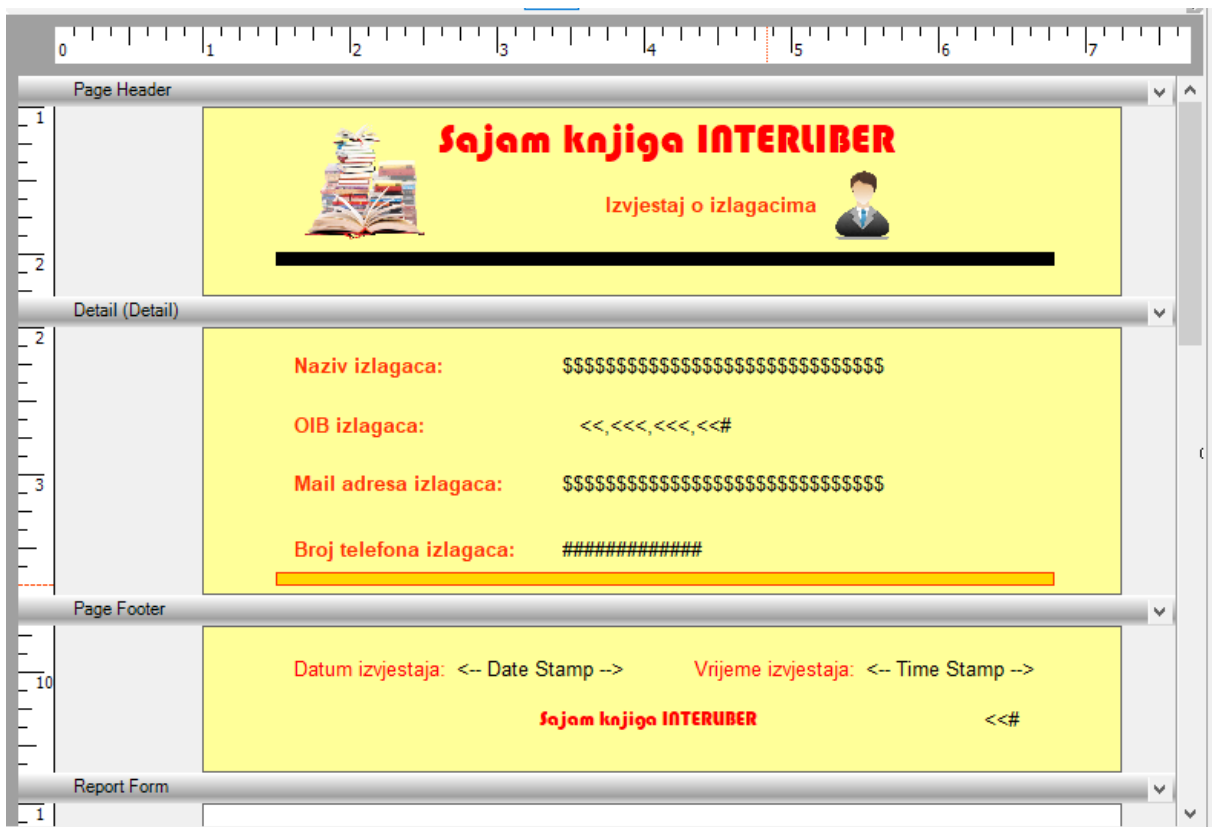 0 1 2 3 4 5 6 7
Page Header
1
Sajam knjiga INTERLIBER
Izvjestaj o izlagacima
2
Detail (Detail)
2
Naziv izlagaca: $$$$$$$$$$$$$$$$$$$$$$$$$$$$$$
OIB izlagaca: <<,<<<,<<<,<<#
3
Mail adresa izlagaca: $$$$$$$$$$$$$$$$$$$$$$$$$$$$$$
Broj telefona izlagaca: #############
Page Footer
Datum izvjestaja: <-- Date Stamp --> Vrijeme izvjestaja: <-- Time Stamp -->
10
Sajam knjiga INTERLIBER <<#
Report Form
1